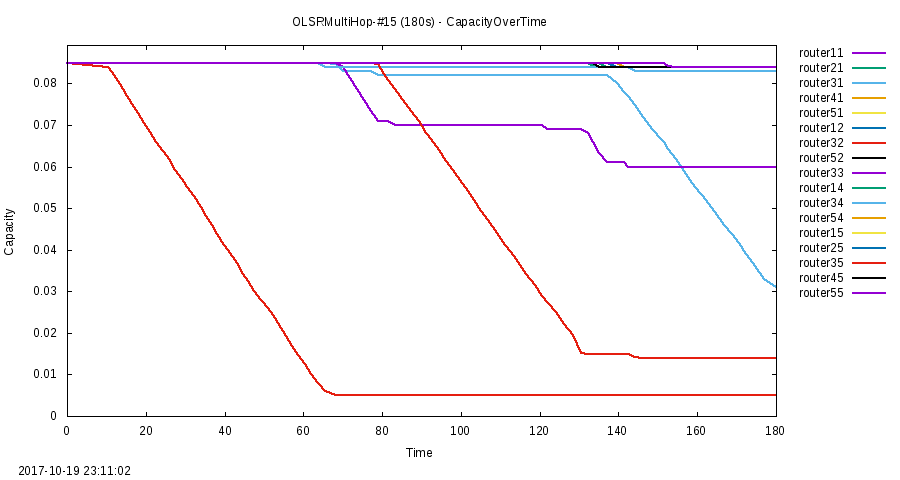 OLSRMultiHop-#15 (180s) - CapacityOverTime
router11
router21
router31
router41
router51
router12
router32
router52
router33
router14
router34
router54
router15
router25
router35
router45
router55
0.08
0.07
0.06
0.05
0.04
0.03
0.02
0.01
0
Capacity
0 20 40 60 80 100 120 140 160 180
Time
2017-10-19 23:11:02